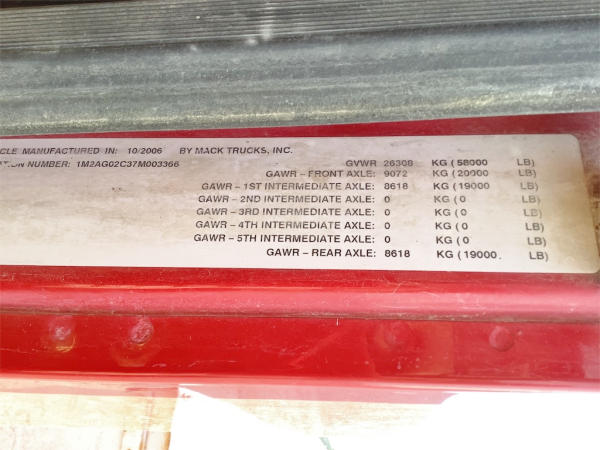 CLE MANUFACTURED IN: 10/2006 BY MACK TRUCKS, INC.
ATION NUMBER: 1M2AG02C37M003366
GVWR 26308 KG (58000 LB)
GAWR – FRONT AXLE: 9072 KG (20000 LB)
GAWR – 1ST INTERMEDIATE AXLE: 8618 KG (19000 LB)
GAWR – 2ND INTERMEDIATE AXLE: 0 KG (0 LB)
GAWR – 3RD INTERMEDIATE AXLE: 0 KG (0 LB)
GAWR – 4TH INTERMEDIATE AXLE: 0 KG (0 LB)
GAWR – 5TH INTERMEDIATE AXLE: 0 KG (0 LB)
GAWR – REAR AXLE: 8618 KG (19000. LB)